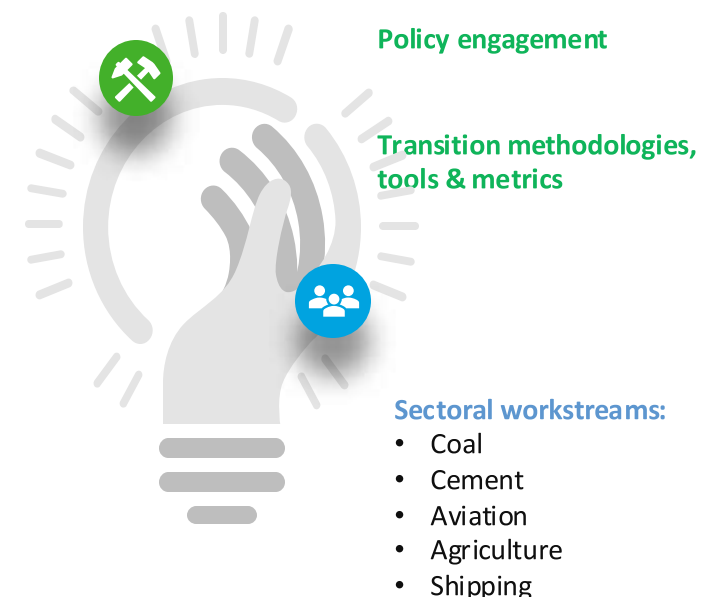 Policy engagement
Transition methodologies,
tools & metrics
Sectoral workstreams:
• Coal
• Cement
• Aviation
• Agriculture
• Shipping